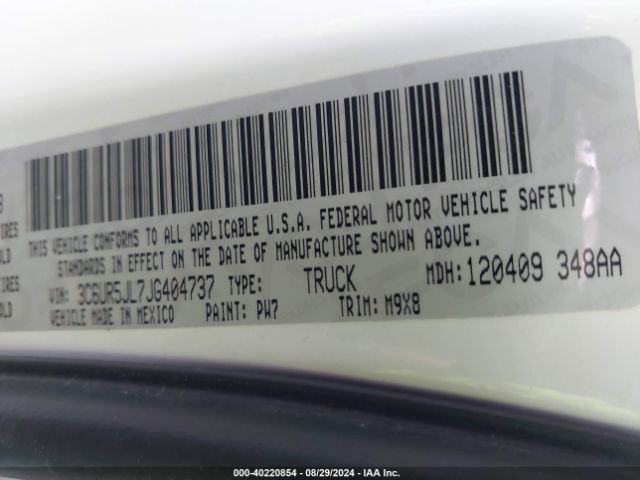 THIS VEHICLE CONFORMS TO ALL APPLICABLE U.S.A. FEDERAL MOTOR VEHICLE SAFETY
STANDARDS IN EFFECT ON THE DATE OF MANUFACTURE SHOWN ABOVE.
VIN: 3C6UR5JL7JG404737 TYPE: TRUCK MDH: 120409 348AA
VEHICLE MADE IN MEXICO PAINT: PW7 TRIM: M9X8
000-40220854 - 08/29/2024 - IAA Inc.